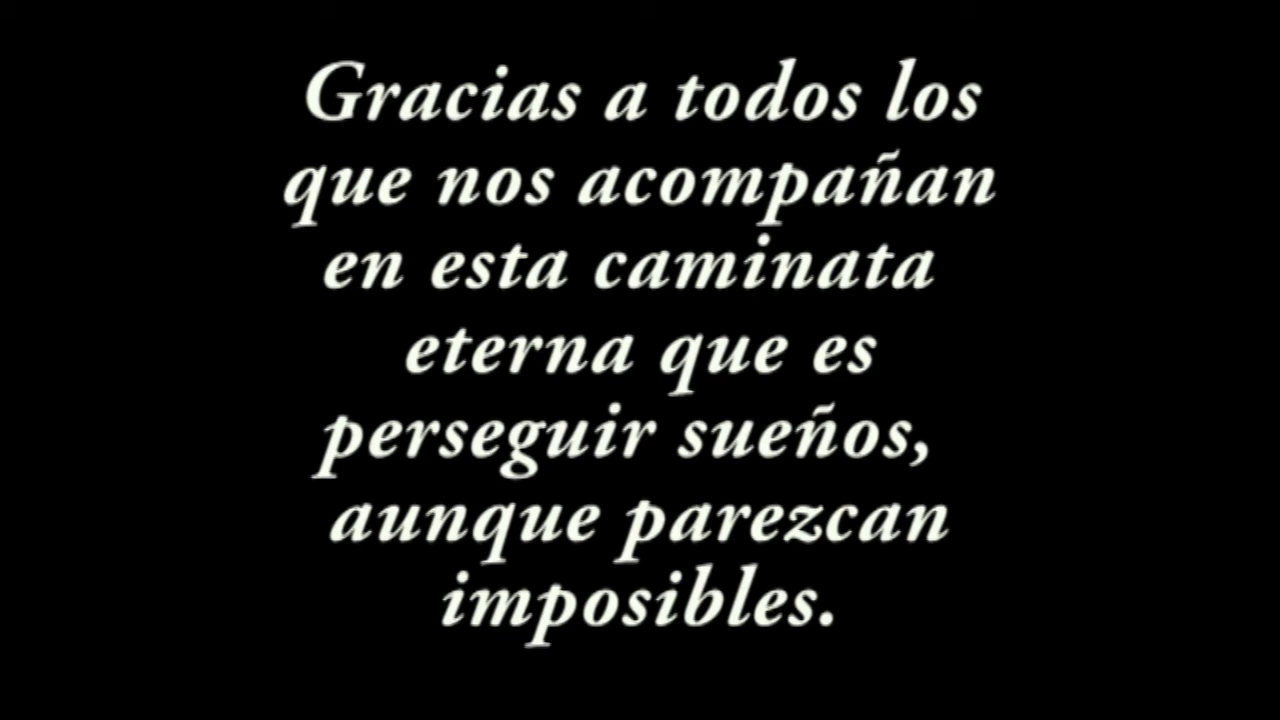 Gracias a todos los
que nos acompañan
en esta caminata
eterna que es
perseguir sueños,
aunque parezcan
imposibles.